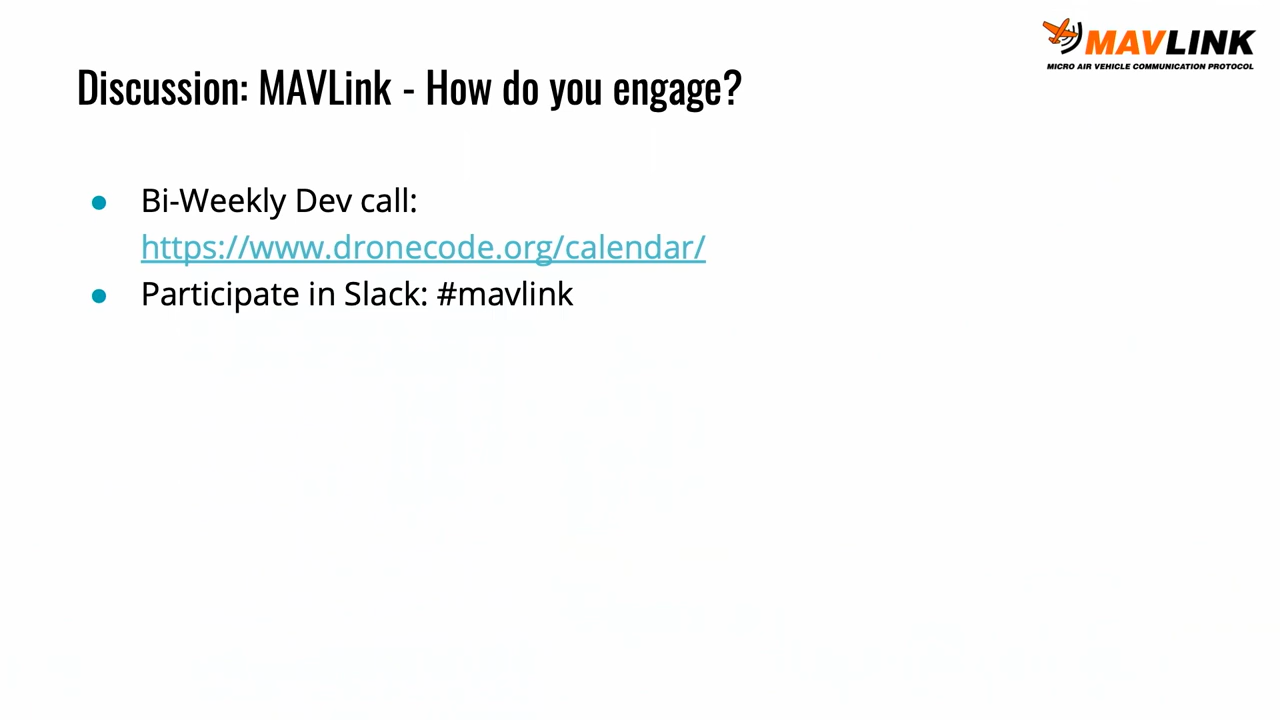 MAVLINK
MICRO AIR VEHICLE COMMUNICATION PROTOCOL
Discussion: MAVLink - How do you engage?
● Bi-Weekly Dev call:
https://www.dronecode.org/calendar/
● Participate in Slack: #mavlink